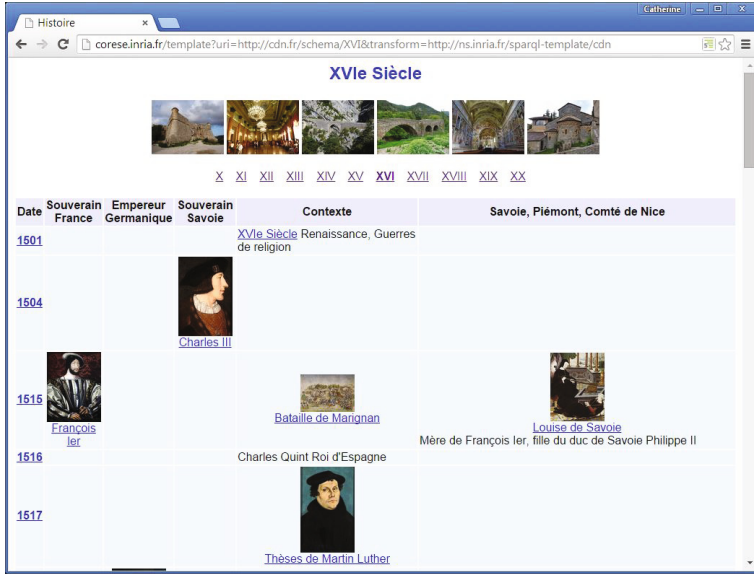 Catherine
Histoire
corese.inria.fr/template?uri=http://cdn.fr/schema/XVI&transform=http://ns.inria.fr/sparql-template/cdn
XVIe Siècle
X XI XII XIII XIV XV XVI XVII XVIII XIX XX
Date Souverain France Empereur Germanique Souverain Savoie Contexte Savoie, Piémont, Comté de Nice
1501 XVIe Siècle Renaissance, Guerres
de religion
1504
Charles III
1515
François
Ier
Bataille de Marignan
Louise de Savoie
Mère de François Ier, fille du duc de Savoie Philippe II
1516 Charles Quint Roi d'Espagne
1517
Thèses de Martin Luther